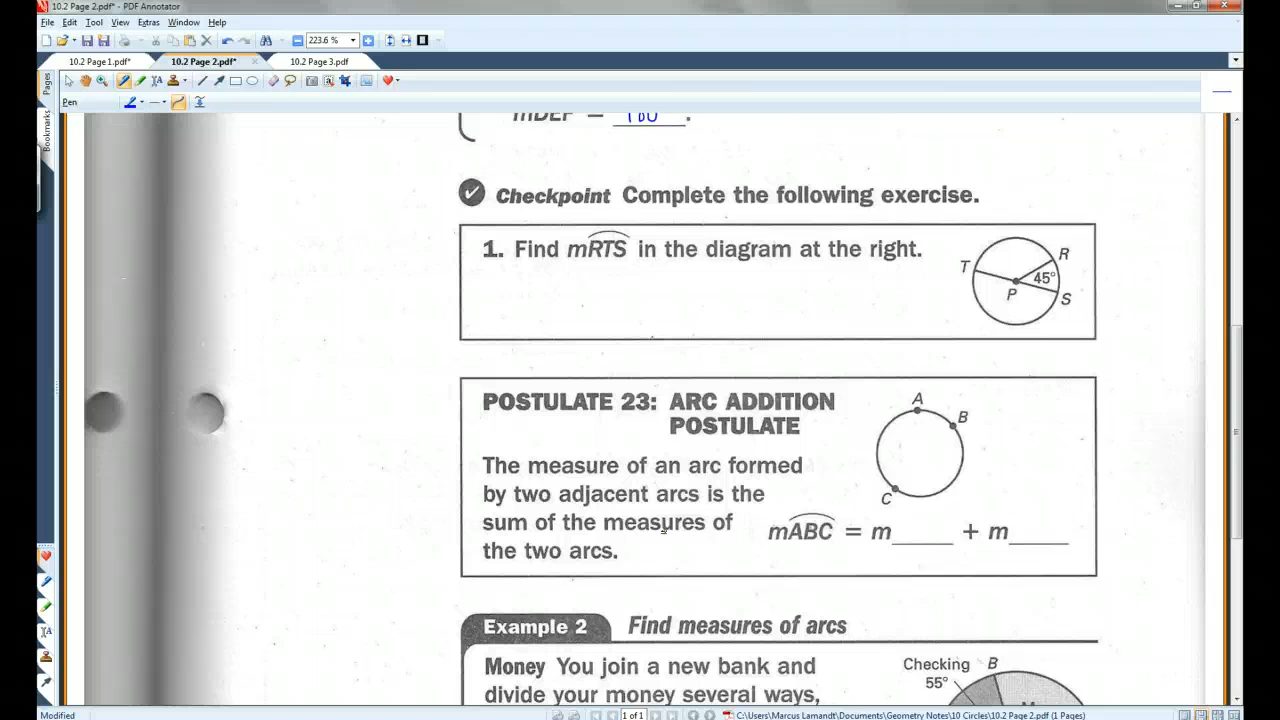 10.2 Page 2.pdf* - PDF Annotator
File Edit Tool View Extras Window Help
223.6 %
10.2 Page 1.pdf* 10.2 Page 2.pdf* 10.2 Page 3.pdf
Pen
Pages
Bookmarks
mDEF = 180.
Checkpoint Complete the following exercise.
1. Find mRTS in the diagram at the right.
T
R
45°
P
S
POSTULATE 23: ARC ADDITION
POSTULATE
The measure of an arc formed
by two adjacent arcs is the
sum of the measures of
the two arcs.
A
B
C
mABC = m_____ + m_____
Example 2 Find measures of arcs
Money You join a new bank and
divide your money several ways,
Checking B
55°
Modified
1 of 1
C:\Users\Marcus Lamandt\Documents\Geometry Notes\10 Circles\10.2 Page 2.pdf (1 Pages)